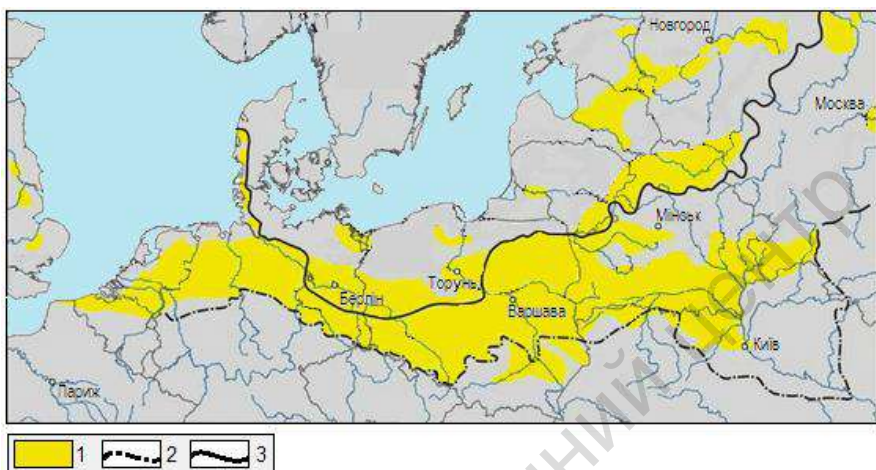 Новгород
Москва
Мінськ
Торунь
Берлін
Варшава
Київ
Париж
1 2 3